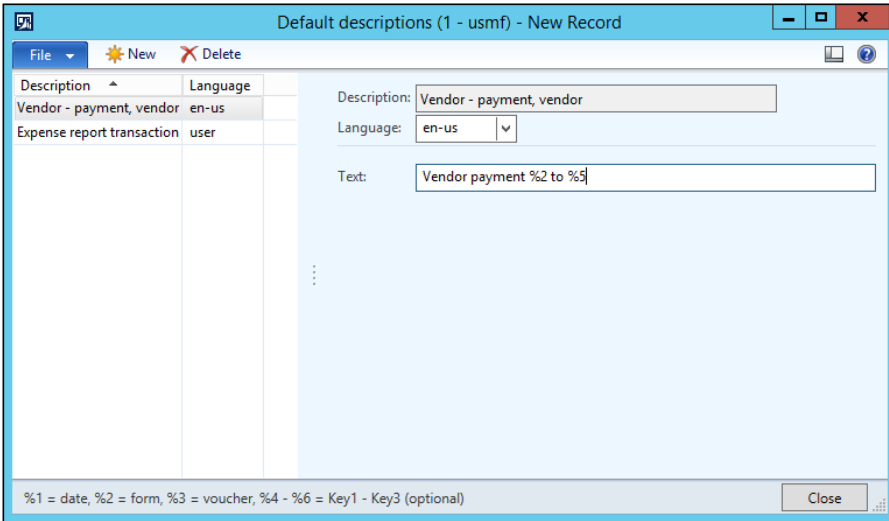 Default descriptions (1 - usmf) - New Record
File New Delete
Description Language
Vendor - payment, vendor en-us
Expense report transaction user
Description: Vendor - payment, vendor
Language: en-us
Text: Vendor payment %2 to %5
%1 = date, %2 = form, %3 = voucher, %4 - %6 = Key1 - Key3 (optional)
Close